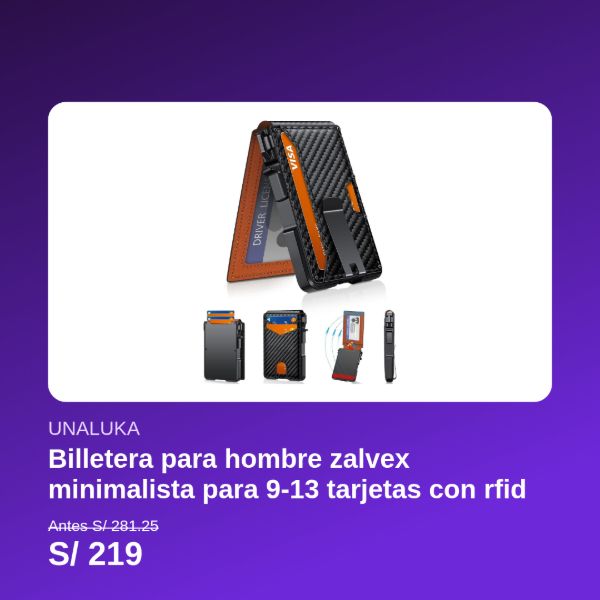 VISA
DRIVER LICE
UNALUKA
Billetera para hombre zalvex
minimalista para 9-13 tarjetas con rfid
Antes S/ 281.25
S/ 219